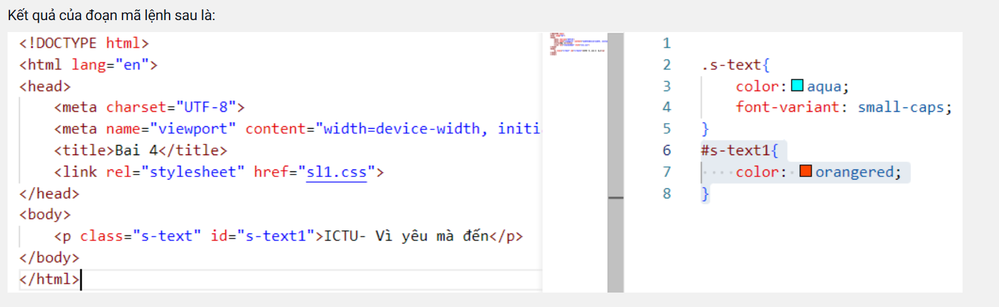 Kết quả của đoạn mã lệnh sau là:
<!DOCTYPE html>
<html lang="en">
<head>
    <meta charset="UTF-8">
    <meta name="viewport" content="width=device-width, initi
    <title>Bai 4</title>
    <link rel="stylesheet" href="sl1.css">
</head>
<body>
    <p class="s-text" id="s-text1">ICTU- Vì yêu mà đến</p>
</body>
</html>
1
2 .s-text{
3     color: aqua;
4     font-variant: small-caps;
5 }
6 #s-text1{
7     color: orangered;
8 }